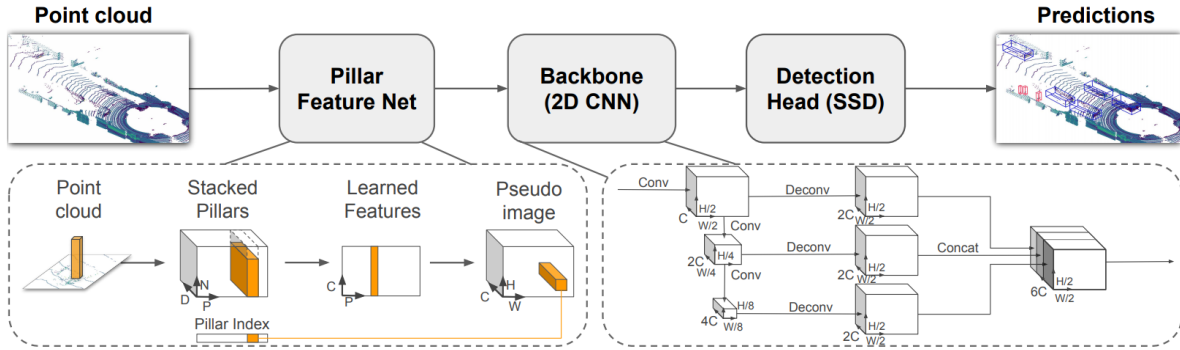 Point cloud
Predictions
Pillar
Feature Net
Backbone
(2D CNN)
Detection
Head (SSD)
Point
cloud
Stacked
Pillars
Learned
Features
Pseudo
image
N
D
P
C
P
H
C
W
Pillar Index
Conv
C
H/2
W/2
Conv
2C
H/4
W/4
Conv
4C
H/8
W/8
Deconv
2C
H/2
W/2
Deconv
2C
H/2
W/2
Deconv
2C
H/2
W/2
Concat
6C
H/2
W/2